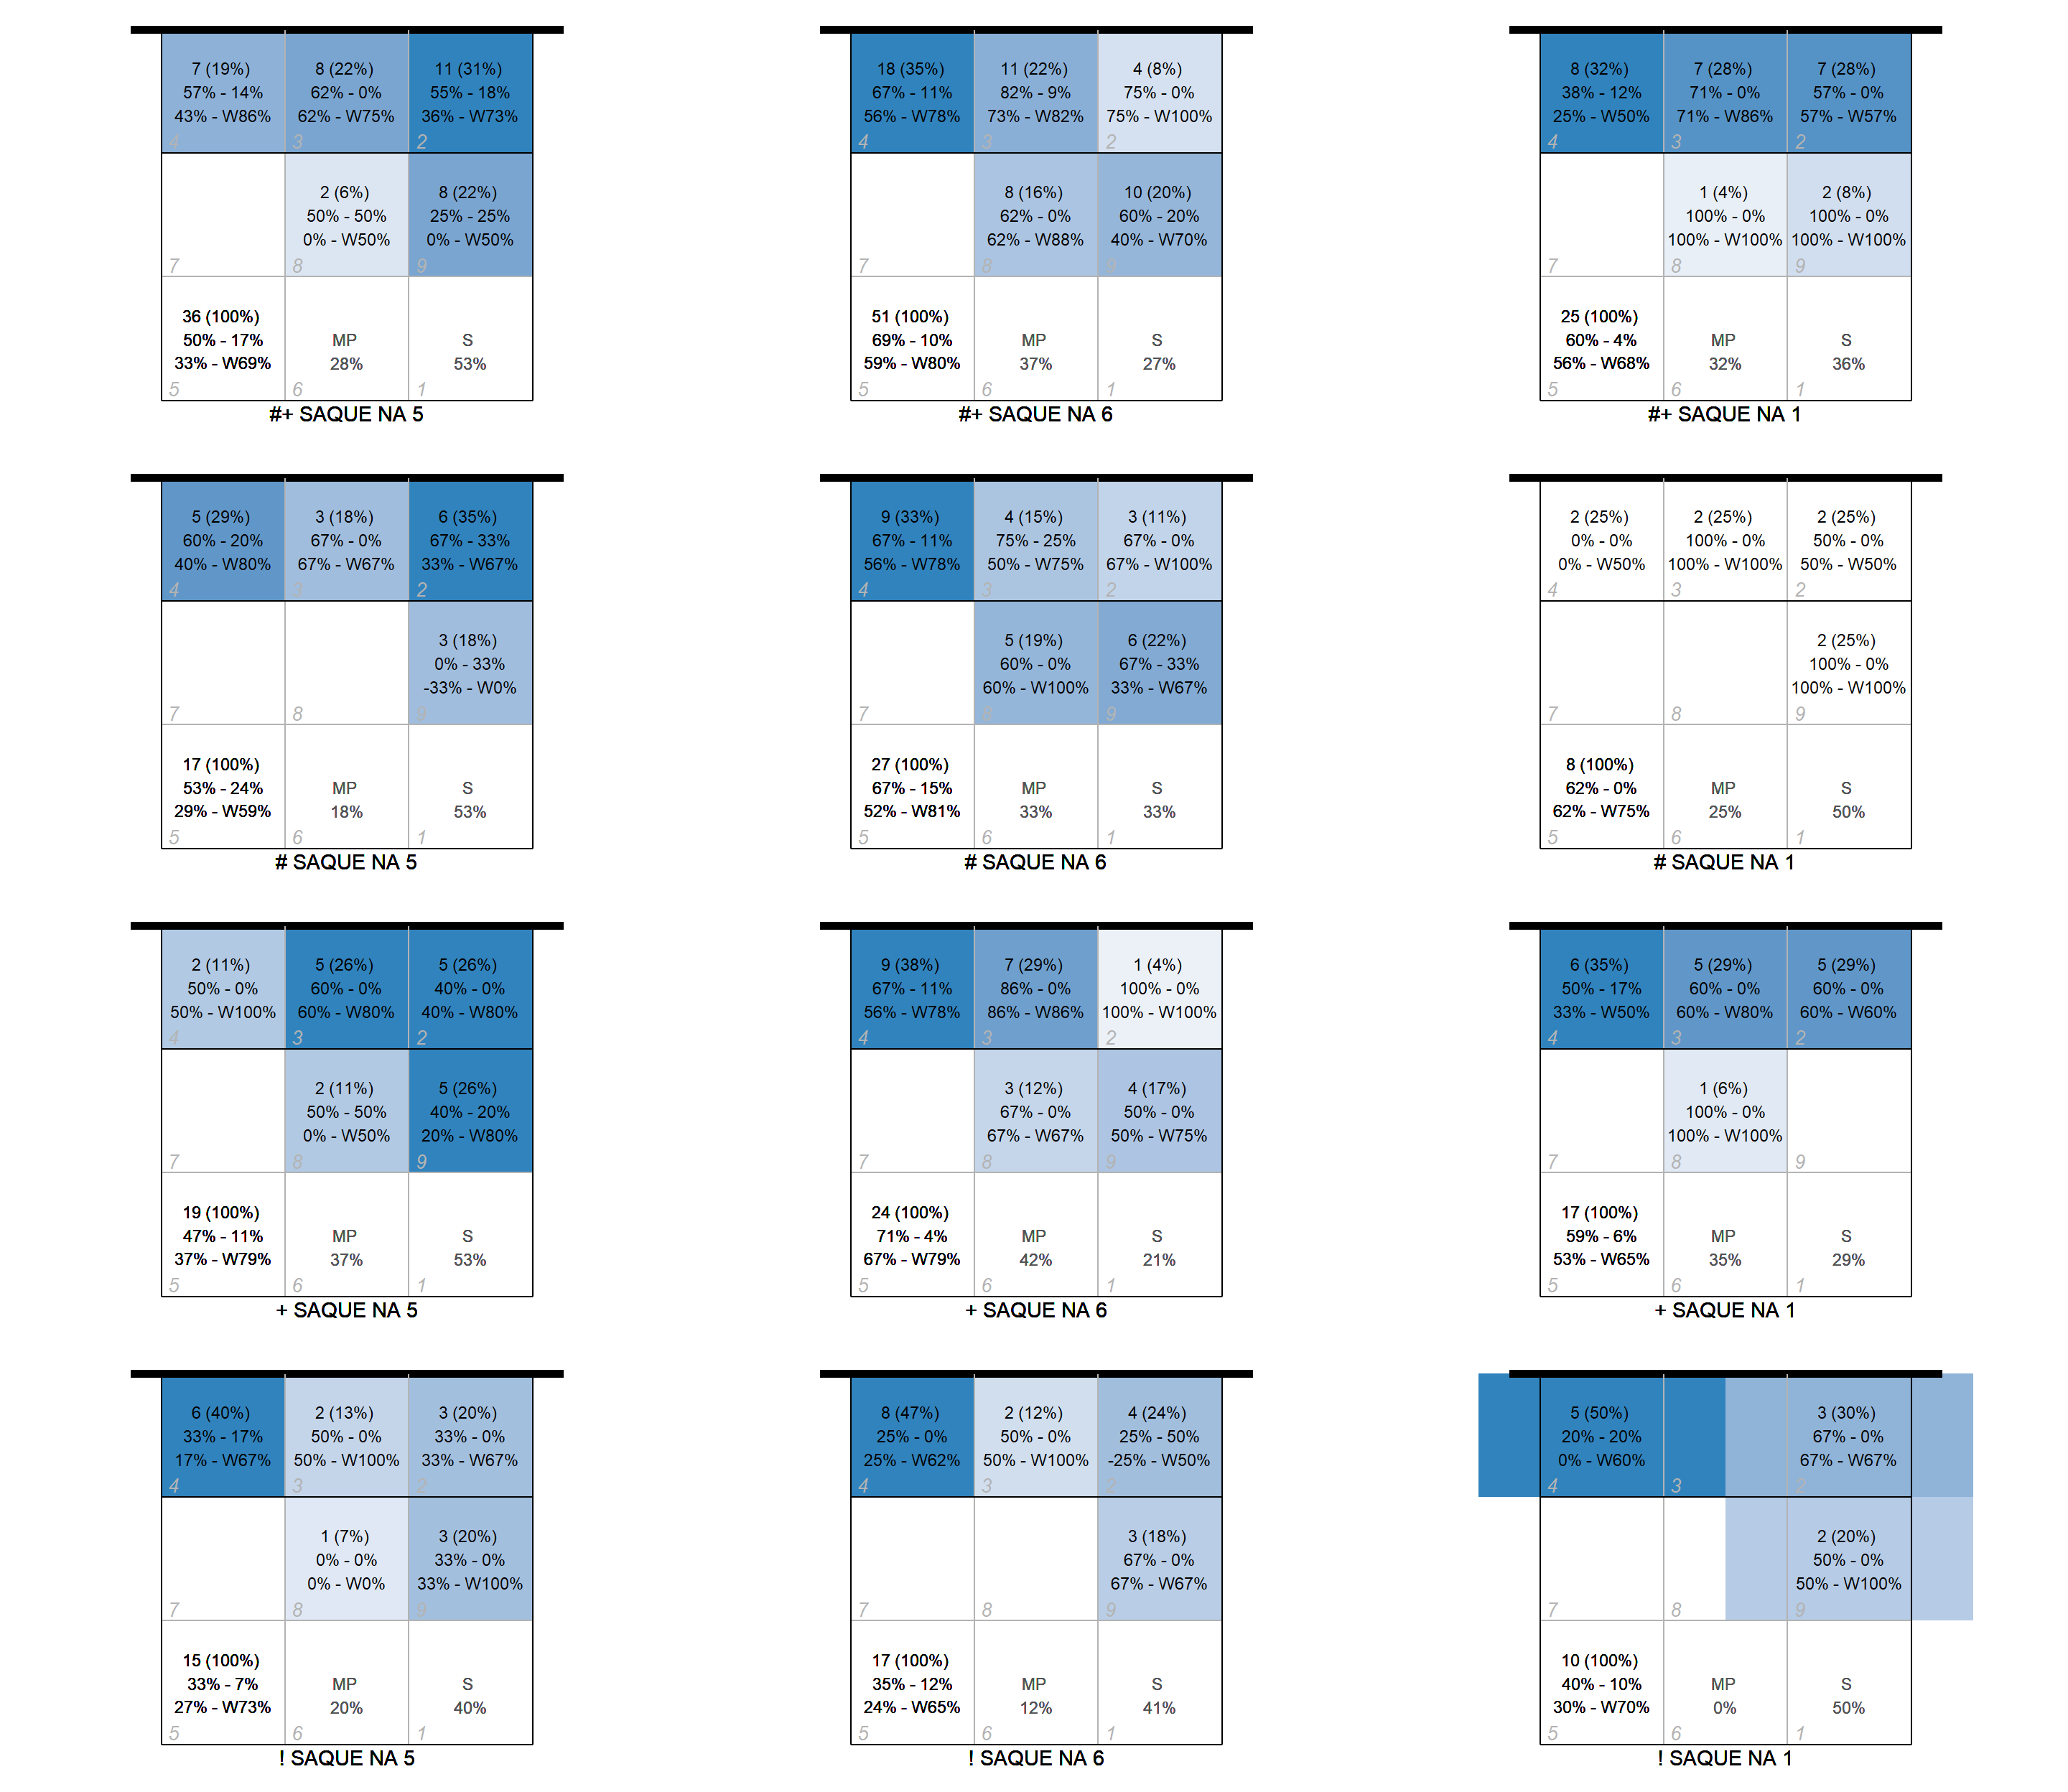 7 (19%)
57% - 14%
43% - W86%
4
8 (22%)
62% - 0%
62% - W75%
3
11 (31%)
55% - 18%
36% - W73%
2
7
2 (6%)
50% - 50%
0% - W50%
8
8 (22%)
25% - 25%
0% - W50%
9
36 (100%)
50% - 17%
33% - W69%
5
MP
28%
6
S
53%
1
#+ SAQUE NA 5
18 (35%)
67% - 11%
56% - W78%
4
11 (22%)
82% - 9%
73% - W82%
3
4 (8%)
75% - 0%
75% - W100%
2
7
8 (16%)
62% - 0%
62% - W88%
8
10 (20%)
60% - 20%
40% - W70%
9
51 (100%)
69% - 10%
59% - W80%
5
MP
37%
6
S
27%
1
#+ SAQUE NA 6
8 (32%)
38% - 12%
25% - W50%
4
7 (28%)
71% - 0%
71% - W86%
3
7 (28%)
57% - 0%
57% - W57%
2
7
1 (4%)
100% - 0%
100% - W100%
8
2 (8%)
100% - 0%
100% - W100%
9
25 (100%)
60% - 4%
56% - W68%
5
MP
32%
6
S
36%
1
#+ SAQUE NA 1
5 (29%)
60% - 20%
40% - W80%
4
3 (18%)
67% - 0%
67% - W67%
3
6 (35%)
67% - 33%
33% - W67%
2
7
8
3 (18%)
0% - 33%
-33% - W0%
9
17 (100%)
53% - 24%
29% - W59%
5
MP
18%
6
S
53%
1
# SAQUE NA 5
9 (33%)
67% - 11%
56% - W78%
4
4 (15%)
75% - 25%
50% - W75%
3
3 (11%)
67% - 0%
67% - W100%
2
7
5 (19%)
60% - 0%
60% - W100%
8
6 (22%)
67% - 33%
33% - W67%
9
27 (100%)
67% - 15%
52% - W81%
5
MP
33%
6
S
33%
1
# SAQUE NA 6
2 (25%)
0% - 0%
0% - W50%
4
2 (25%)
100% - 0%
100% - W100%
3
2 (25%)
50% - 0%
50% - W50%
2
7
8
2 (25%)
100% - 0%
100% - W100%
9
8 (100%)
62% - 0%
62% - W75%
5
MP
25%
6
S
50%
1
# SAQUE NA 1
2 (11%)
50% - 0%
50% - W100%
4
5 (26%)
60% - 0%
60% - W80%
3
5 (26%)
40% - 0%
40% - W80%
2
7
2 (11%)
50% - 50%
0% - W50%
8
5 (26%)
40% - 20%
20% - W80%
9
19 (100%)
47% - 11%
37% - W79%
5
MP
37%
6
S
53%
1
+ SAQUE NA 5
9 (38%)
67% - 11%
56% - W78%
4
7 (29%)
86% - 0%
86% - W86%
3
1 (4%)
100% - 0%
100% - W100%
2
7
3 (12%)
67% - 0%
67% - W67%
8
4 (17%)
50% - 0%
50% - W75%
9
24 (100%)
71% - 4%
67% - W79%
5
MP
42%
6
S
21%
1
+ SAQUE NA 6
6 (35%)
50% - 17%
33% - W50%
4
5 (29%)
60% - 0%
60% - W80%
3
5 (29%)
60% - 0%
60% - W60%
2
7
1 (6%)
100% - 0%
100% - W100%
8
9
17 (100%)
59% - 6%
53% - W65%
5
MP
35%
6
S
29%
1
+ SAQUE NA 1
6 (40%)
33% - 17%
17% - W67%
4
2 (13%)
50% - 0%
50% - W100%
3
3 (20%)
33% - 0%
33% - W67%
2
7
1 (7%)
0% - 0%
0% - W0%
8
3 (20%)
33% - 0%
33% - W100%
9
15 (100%)
33% - 7%
27% - W73%
5
MP
20%
6
S
40%
1
! SAQUE NA 5
8 (47%)
25% - 0%
25% - W62%
4
2 (12%)
50% - 0%
50% - W100%
3
4 (24%)
25% - 50%
-25% - W50%
2
7
8
3 (18%)
67% - 0%
67% - W67%
9
17 (100%)
35% - 12%
24% - W65%
5
MP
12%
6
S
41%
1
! SAQUE NA 6
5 (50%)
20% - 20%
0% - W60%
4
3
3 (30%)
67% - 0%
67% - W67%
2
7
8
2 (20%)
50% - 0%
50% - W100%
9
10 (100%)
40% - 10%
30% - W70%
5
MP
0%
6
S
50%
1
! SAQUE NA 1